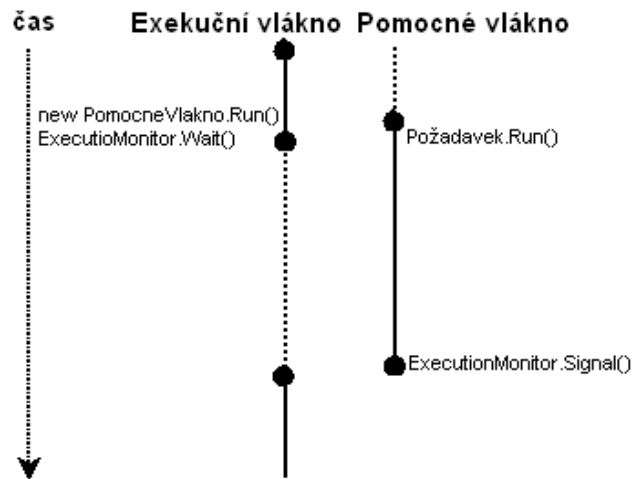 čas
Exekuční vlákno
Pomocné vlákno
new PomocneVlakno.Run()
ExecutioMonitor.Wait()
Požadavek.Run()
ExecutionMonitor.Signal()